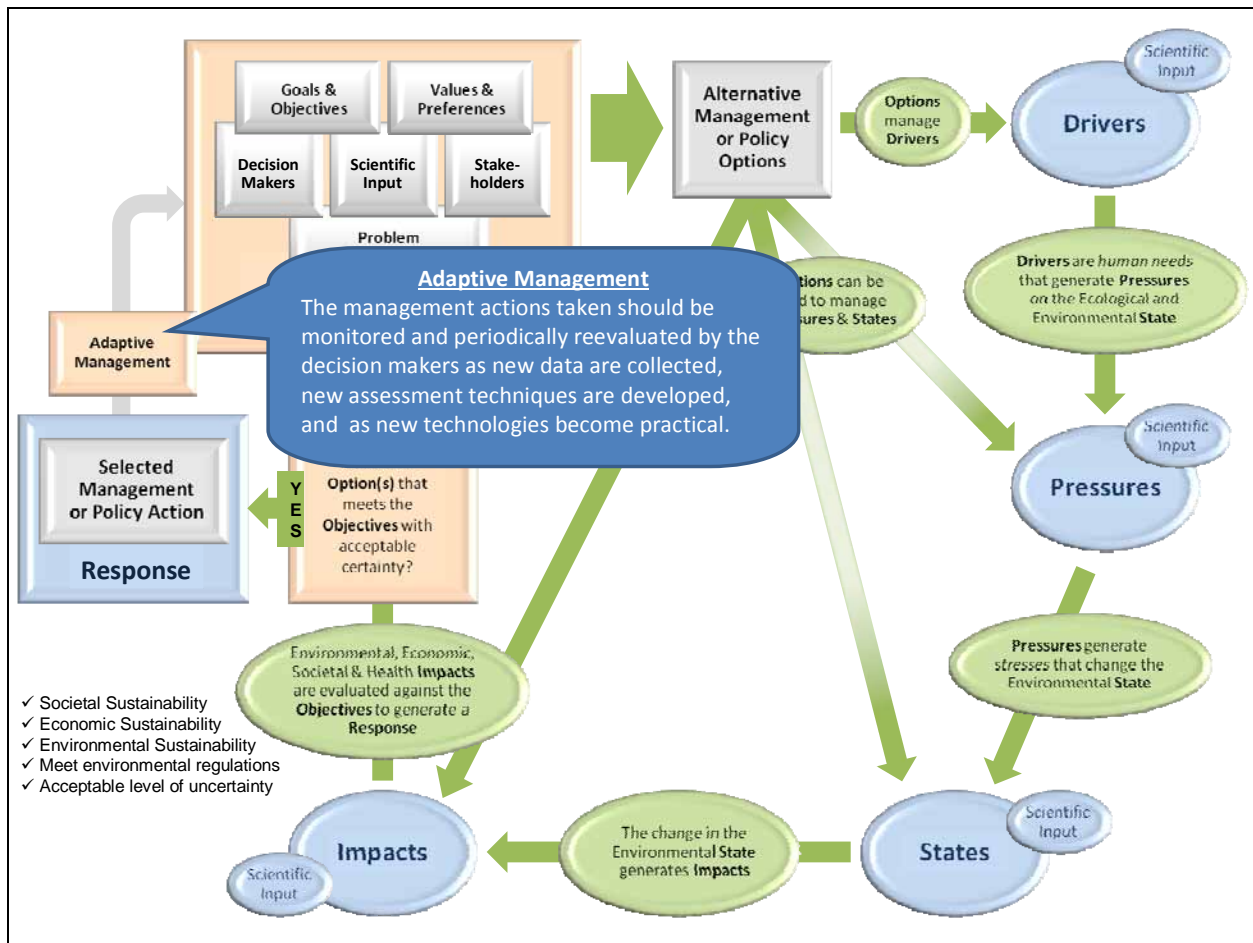 Goals &
Objectives
Values &
Preferences
Decision
Makers
Scientific
Input
Stake-
holders
Problem
Adaptive
Management
Adaptive Management
The management actions taken should be
monitored and periodically reevaluated by the
decision makers as new data are collected,
new assessment techniques are developed,
and as new technologies become practical.
Selected
Management
or Policy Action
Response
YES
Option(s) that
meets the
Objectives with
acceptable
certainty?
Alternative
Management
or Policy
Options
Options
manage
Drivers
Drivers
Scientific
Input
can be
to manage
& States
Drivers are human needs
that generate Pressures
on the Ecological and
Environmental State
Pressures
Scientific
Input
Pressures generate
stresses that change the
Environmental State
States
Scientific
Input
The change in the
Environmental State
generates Impacts
Impacts
Scientific
Input
Environmental, Economic,
Societal & Health Impacts
are evaluated against the
Objectives to generate a
Response
✓ Societal Sustainability
✓ Economic Sustainability
✓ Environmental Sustainability
✓ Meet environmental regulations
✓ Acceptable level of uncertainty